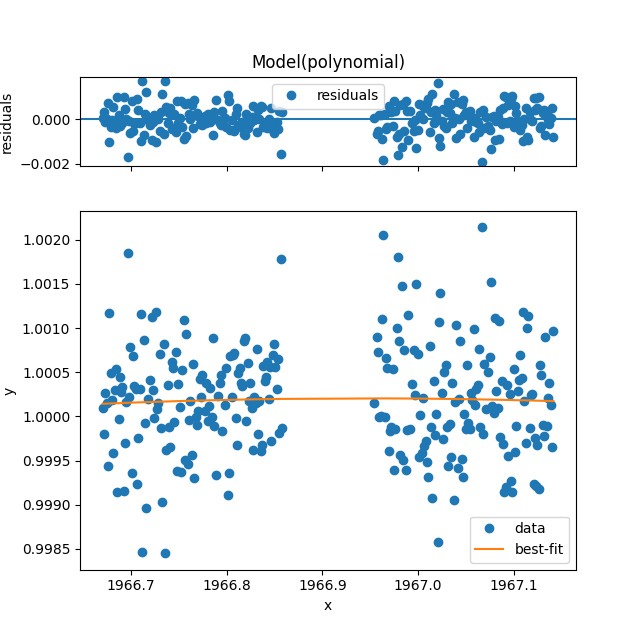 Model(polynomial)
residuals
residuals
0.000
−0.002
y
1.0020
1.0015
1.0010
1.0005
1.0000
0.9995
0.9990
0.9985
data
best-fit
1966.7 1966.8 1966.9 1967.0 1967.1
x